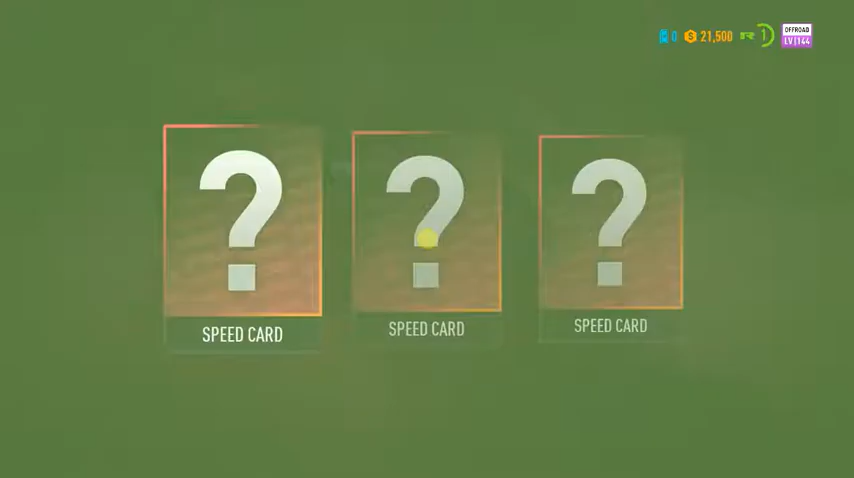 0 21,500 1 OFFROAD
LV|144
? ? ?
SPEED CARD SPEED CARD SPEED CARD